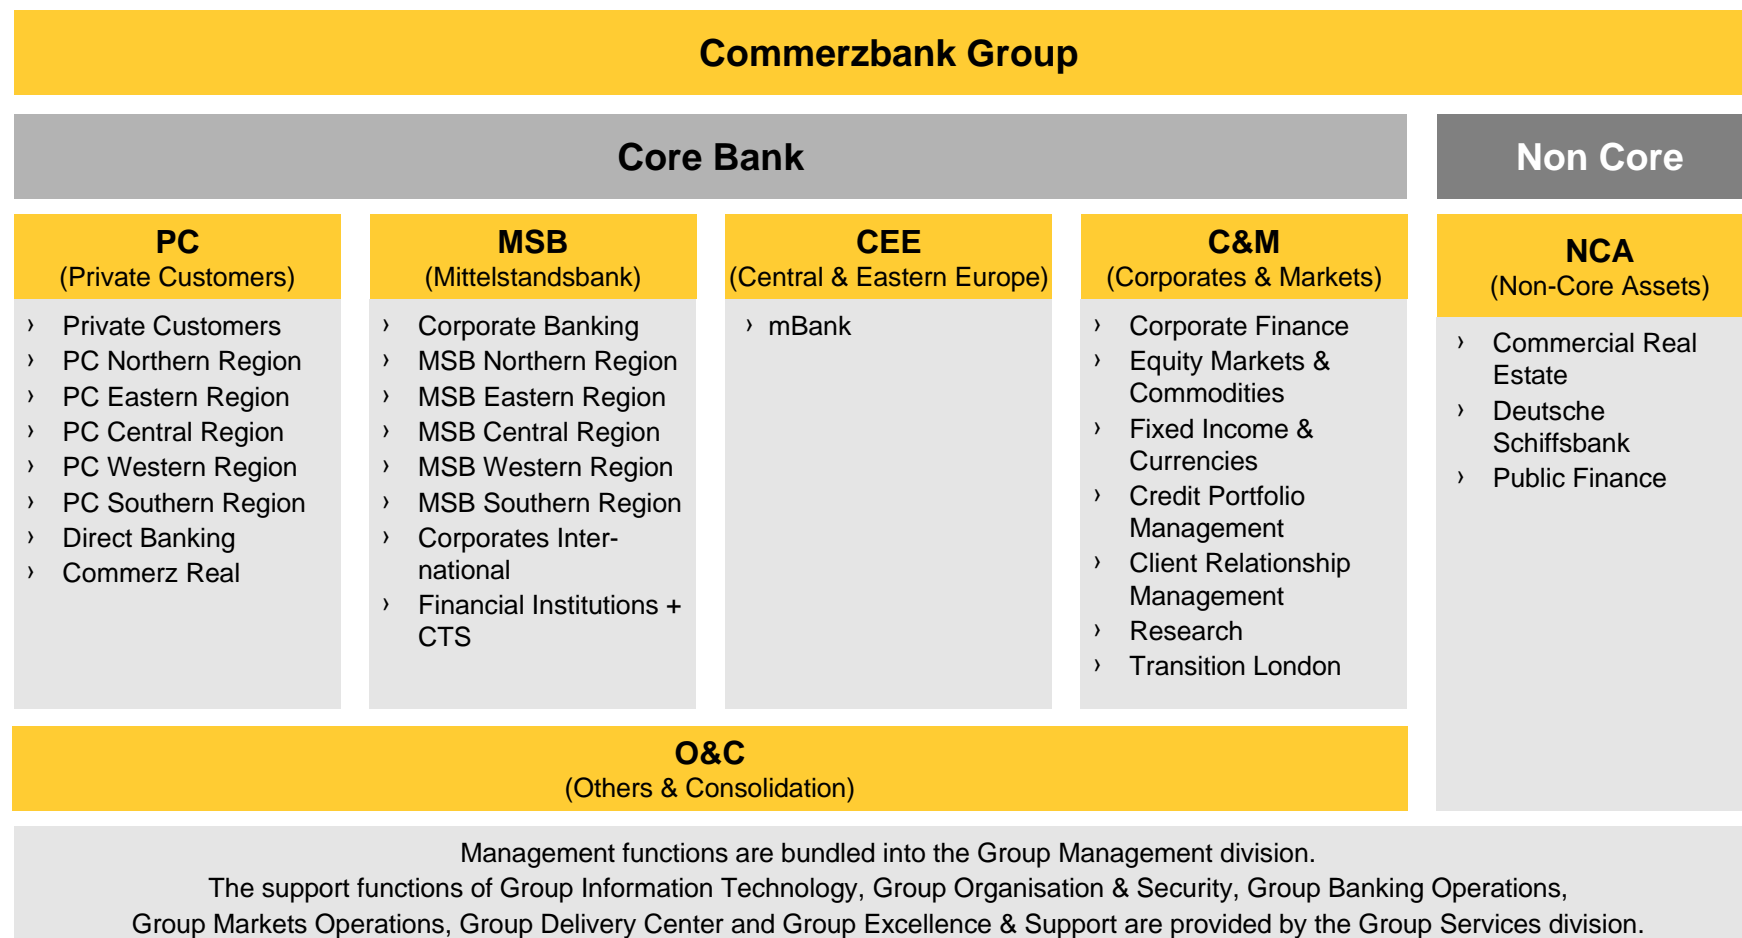 Commerzbank Group
Core Bank
Non Core
PC
(Private Customers)
› Private Customers
› PC Northern Region
› PC Eastern Region
› PC Central Region
› PC Western Region
› PC Southern Region
› Direct Banking
› Commerz Real
MSB
(Mittelstandsbank)
› Corporate Banking
› MSB Northern Region
› MSB Eastern Region
› MSB Central Region
› MSB Western Region
› MSB Southern Region
› Corporates Inter-
national
› Financial Institutions +
CTS
CEE
(Central & Eastern Europe)
› mBank
C&M
(Corporates & Markets)
› Corporate Finance
› Equity Markets &
Commodities
› Fixed Income &
Currencies
› Credit Portfolio
Management
› Client Relationship
Management
› Research
› Transition London
NCA
(Non-Core Assets)
› Commercial Real
Estate
› Deutsche
Schiffsbank
› Public Finance
O&C
(Others & Consolidation)
Management functions are bundled into the Group Management division.
The support functions of Group Information Technology, Group Organisation & Security, Group Banking Operations,
Group Markets Operations, Group Delivery Center and Group Excellence & Support are provided by the Group Services division.